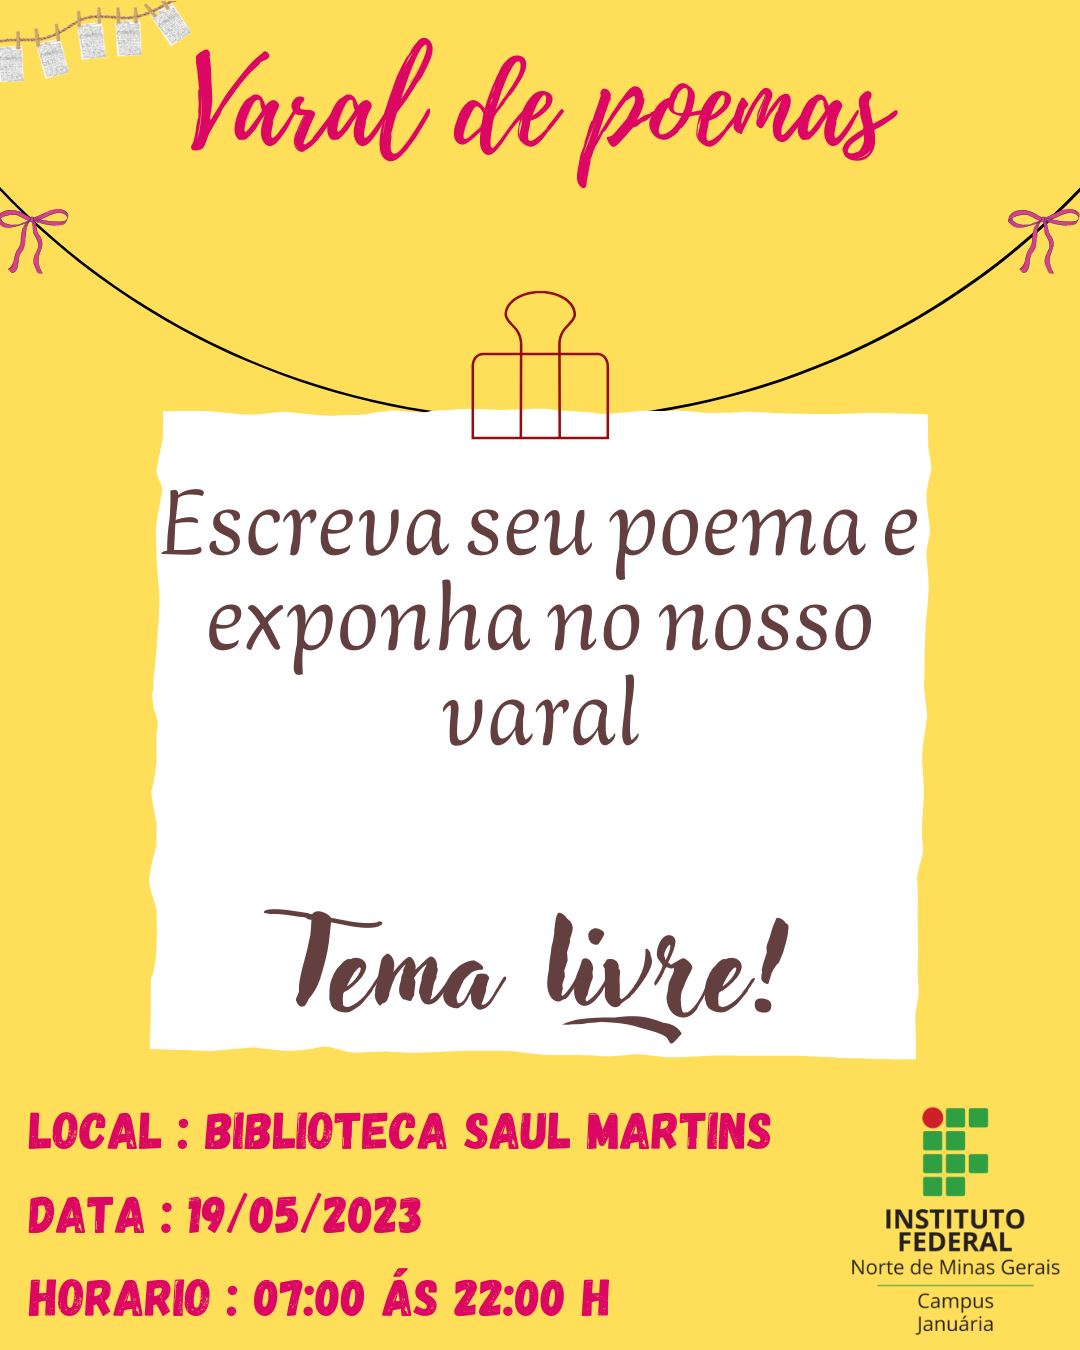 Varal de poemas
Escreva seu poema e
exponha no nosso
varal
Tema livre!
LOCAL : BIBLIOTECA SAUL MARTINS
DATA : 19/05/2023
HORARIO : 07:00 ÁS 22:00 H
INSTITUTO
FEDERAL
Norte de Minas Gerais
Campus
Januária